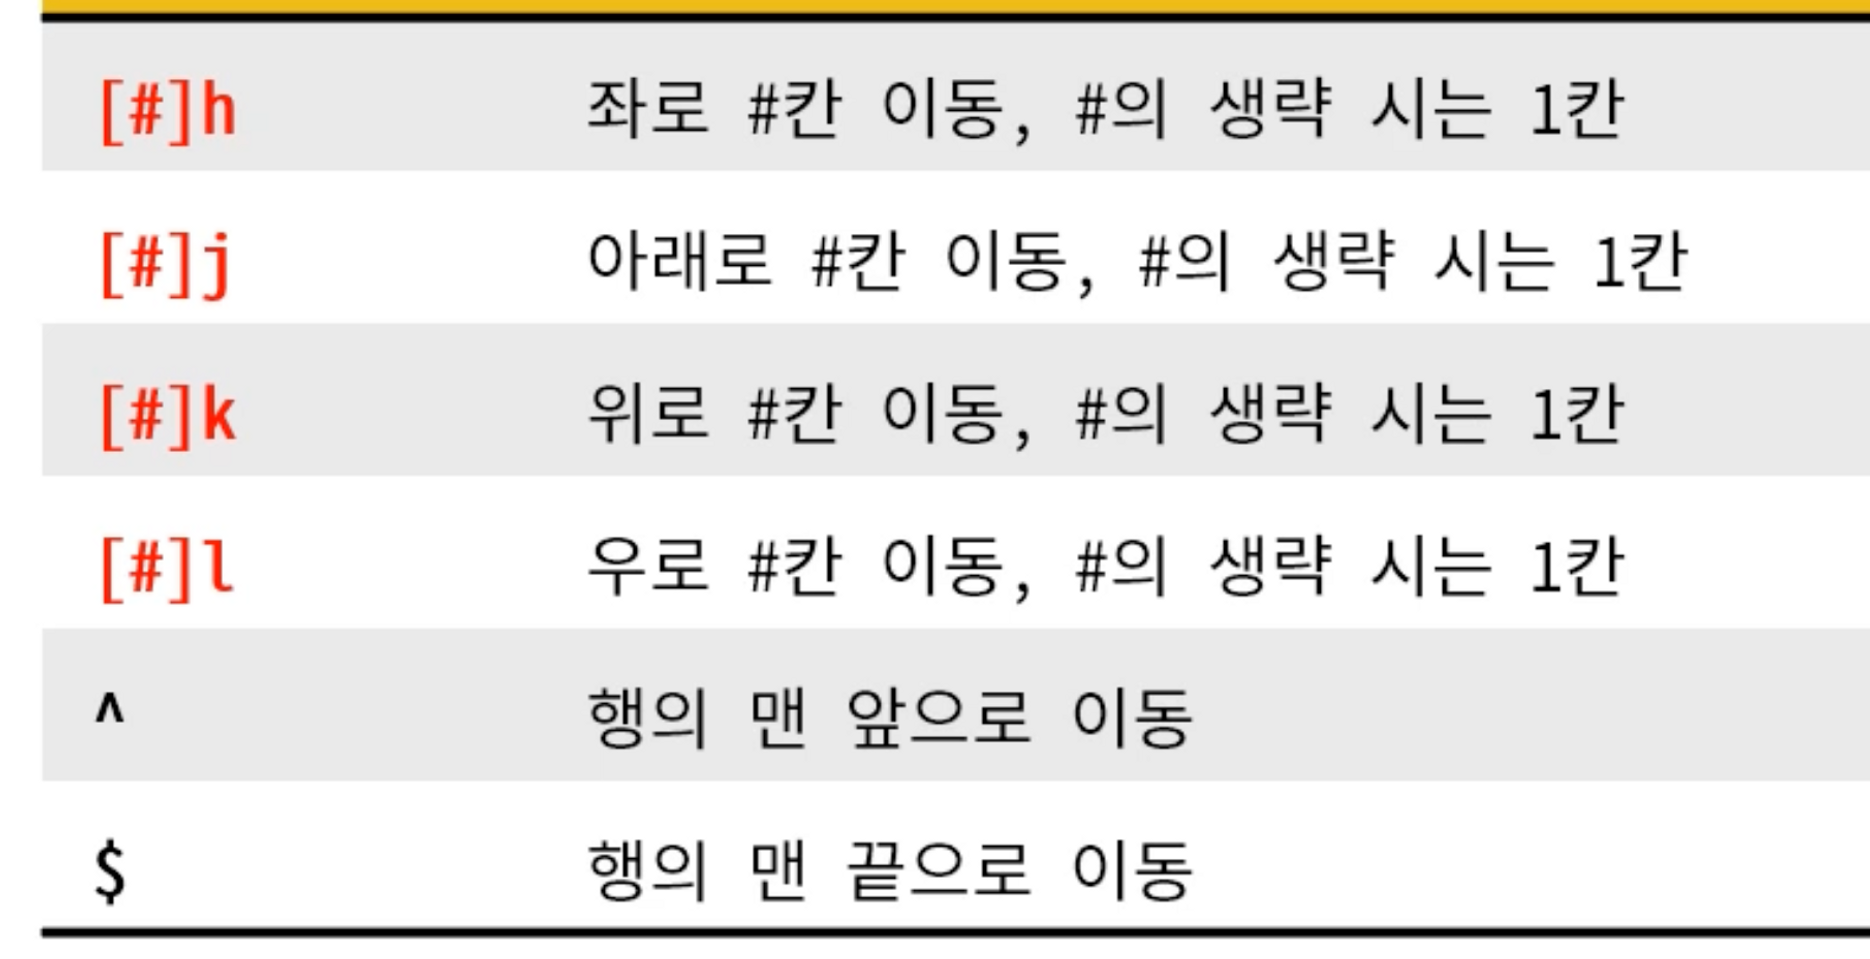 [#]h 좌로 #칸 이동, #의 생략 시는 1칸
[#]j 아래로 #칸 이동, #의 생략 시는 1칸
[#]k 위로 #칸 이동, #의 생략 시는 1칸
[#]l 우로 #칸 이동, #의 생략 시는 1칸
^ 행의 맨 앞으로 이동
$ 행의 맨 끝으로 이동